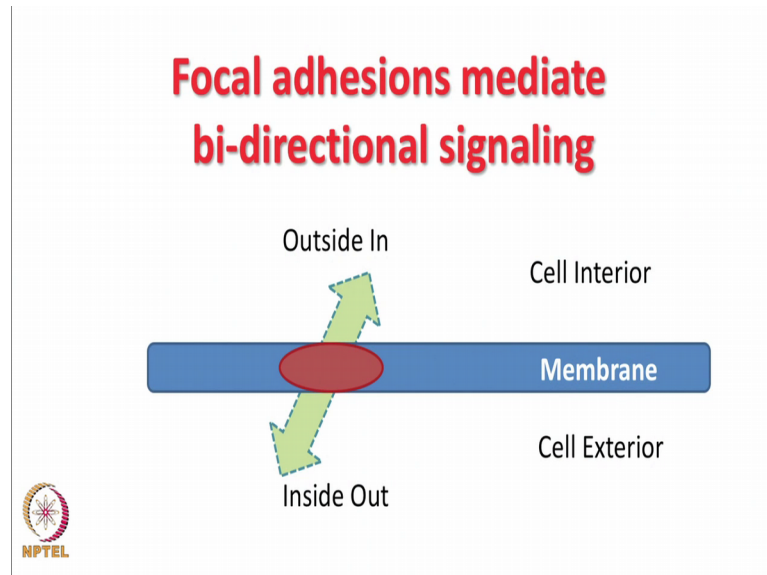 Focal adhesions mediate
bi-directional signaling
Outside In
Cell Interior
Membrane
Cell Exterior
Inside Out
NPTEL